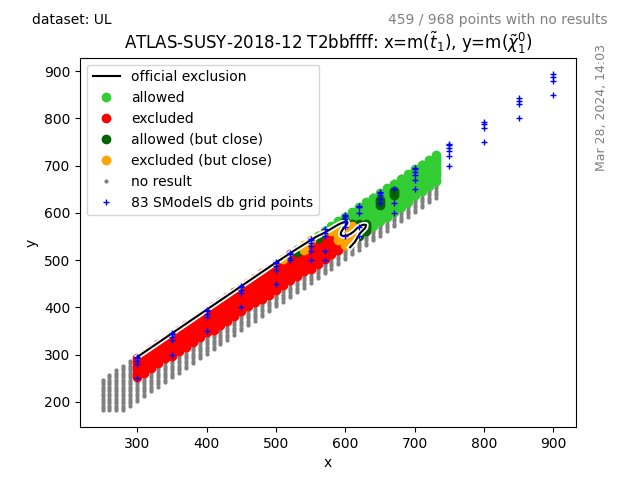 dataset: UL
459 / 968 points with no results
ATLAS-SUSY-2018-12 T2bbffff: x=m(t̃₁), y=m(χ̃₁⁰)
official exclusion
allowed
excluded
allowed (but close)
excluded (but close)
no result
83 SModelS db grid points
Mar 28, 2024, 14:03
y
900
800
700
600
500
400
300
200
300 400 500 600 700 800 900
x